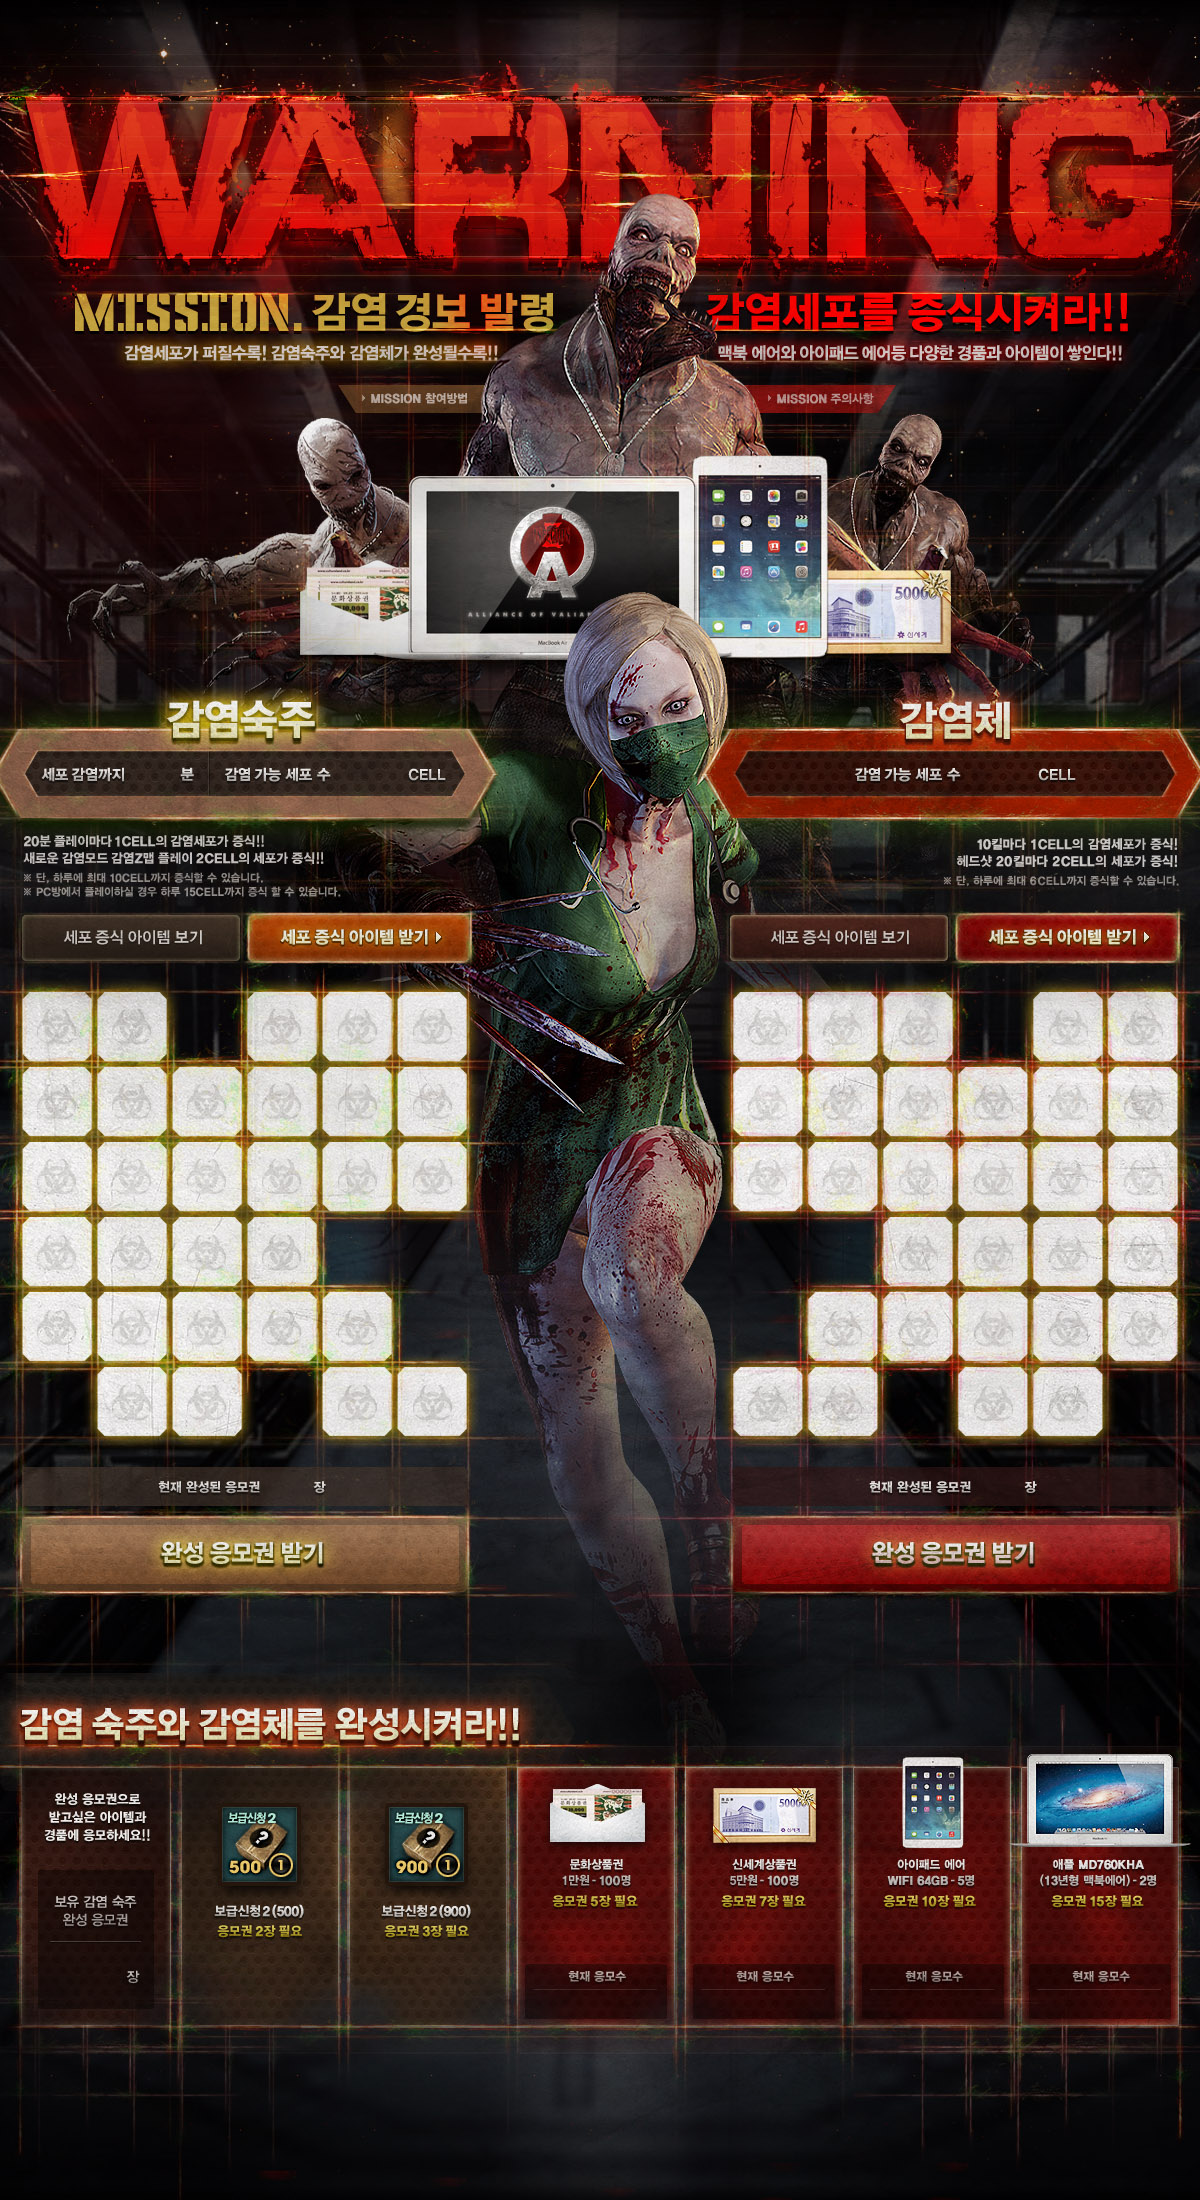 WARNING
MISSION. 감염 경보 발령
감염세포를 증식시켜라!!
감염세포가 퍼질수록! 감염숙주와 감염체가 완성될수록!!
맥북 에어와 아이패드 에어등 다양한 경품과 아이템이 쌓인다!!
MISSION 참여방법
MISSION 주의사항
문화상품권
10,000
ALLIANCE OF VALIAN
MacBook Air
50000
신세계
감염숙주
세포 감염까지 분 감염 가능 세포 수 CELL
20분 플레이마다 1CELL의 감염세포가 증식!!
새로운 감염모드 감염Z맵 플레이 2CELL의 세포가 증식!!
※ 단, 하루에 최대 10CELL까지 증식할 수 있습니다.
※ PC방에서 플레이하실 경우 하루 15CELL까지 증식 할 수 있습니다.
세포 증식 아이템 보기
세포 증식 아이템 받기
현재 완성된 응모권 장
완성 응모권 받기
감염체
감염 가능 세포 수 CELL
10킬마다 1CELL의 감염세포가 증식!
헤드샷 20킬마다 2CELL의 세포가 증식!
※ 단, 하루에 최대 6CELL까지 증식할 수 있습니다.
세포 증식 아이템 보기
세포 증식 아이템 받기
현재 완성된 응모권 장
완성 응모권 받기
감염 숙주와 감염체를 완성시켜라!!
완성 응모권으로
받고싶은 아이템과
경품에 응모하세요!!
보유 감염 숙주
완성 응모권
장
보급신청2
500 1
보급신청2 (500)
응모권 2장 필요
보급신청2
900 1
보급신청2 (900)
응모권 3장 필요
문화상품권
1만원 - 100명
응모권 5장 필요
현재 응모수
신세계상품권
5만원 - 100명
응모권 7장 필요
현재 응모수
아이패드 에어
WIFI 64GB - 5명
응모권 10장 필요
현재 응모수
애플 MD760KHA
(13년형 맥북에어) - 2명
응모권 15장 필요
현재 응모수